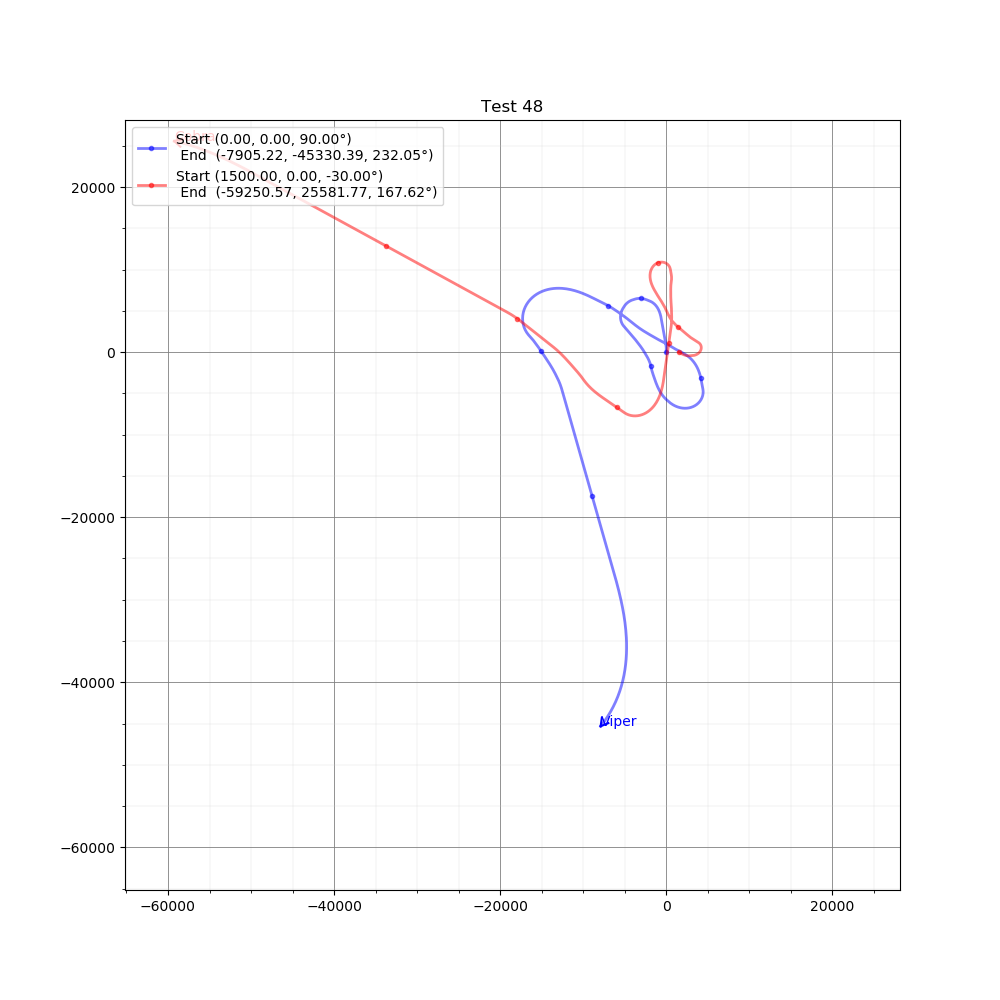 Test 48
Start (0.00, 0.00, 90.00°)
End (-7905.22, -45330.39, 232.05°)
Start (1500.00, 0.00, -30.00°)
End (-59250.57, 25581.77, 167.62°)
20000
0
−20000
−40000
−60000
Viper
−60000
−40000
−20000
0
20000